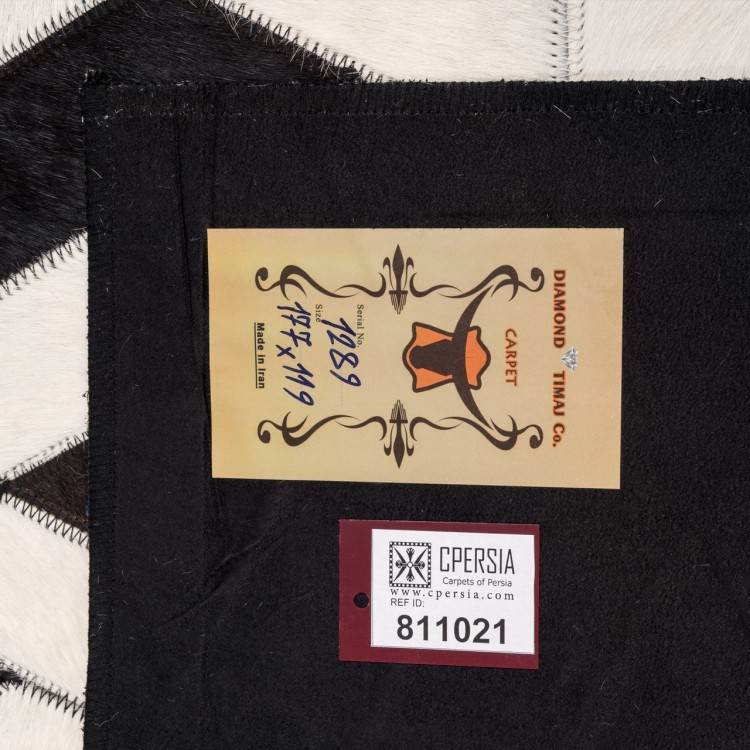 DIAMOND TIMAJ Co.
CARPET
Serial No. 1289
Size 177 x 119
Made in Iran
CPERSIA
Carpets of Persia
www.cpersia.com
REF ID:
811021